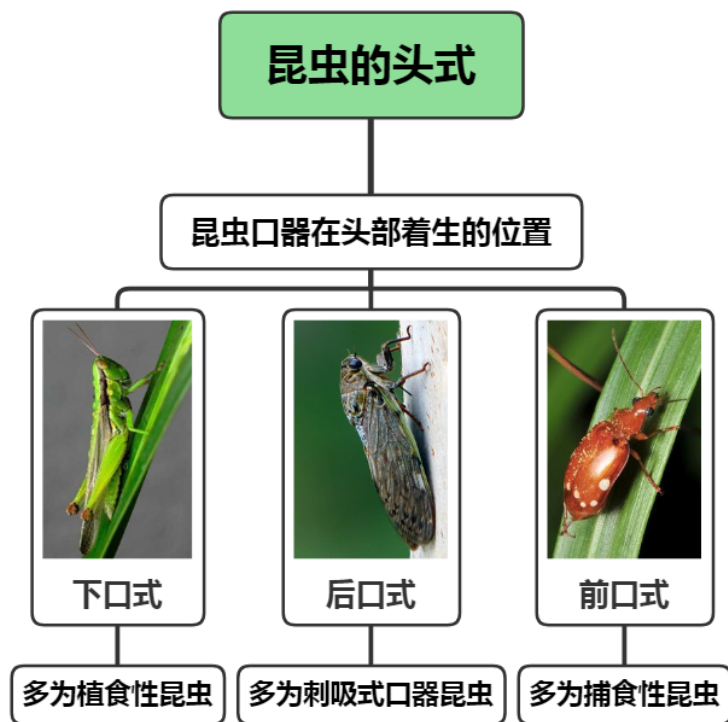 昆虫的头式
昆虫口器在头部着生的位置
下口式
后口式
前口式
多为植食性昆虫
多为刺吸式口器昆虫
多为捕食性昆虫